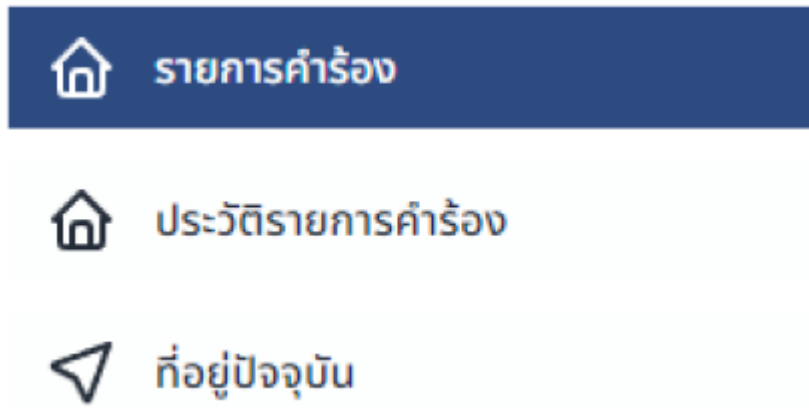 รายการคำร้อง
ประวัติรายการคำร้อง
ที่อยู่ปัจจุบัน